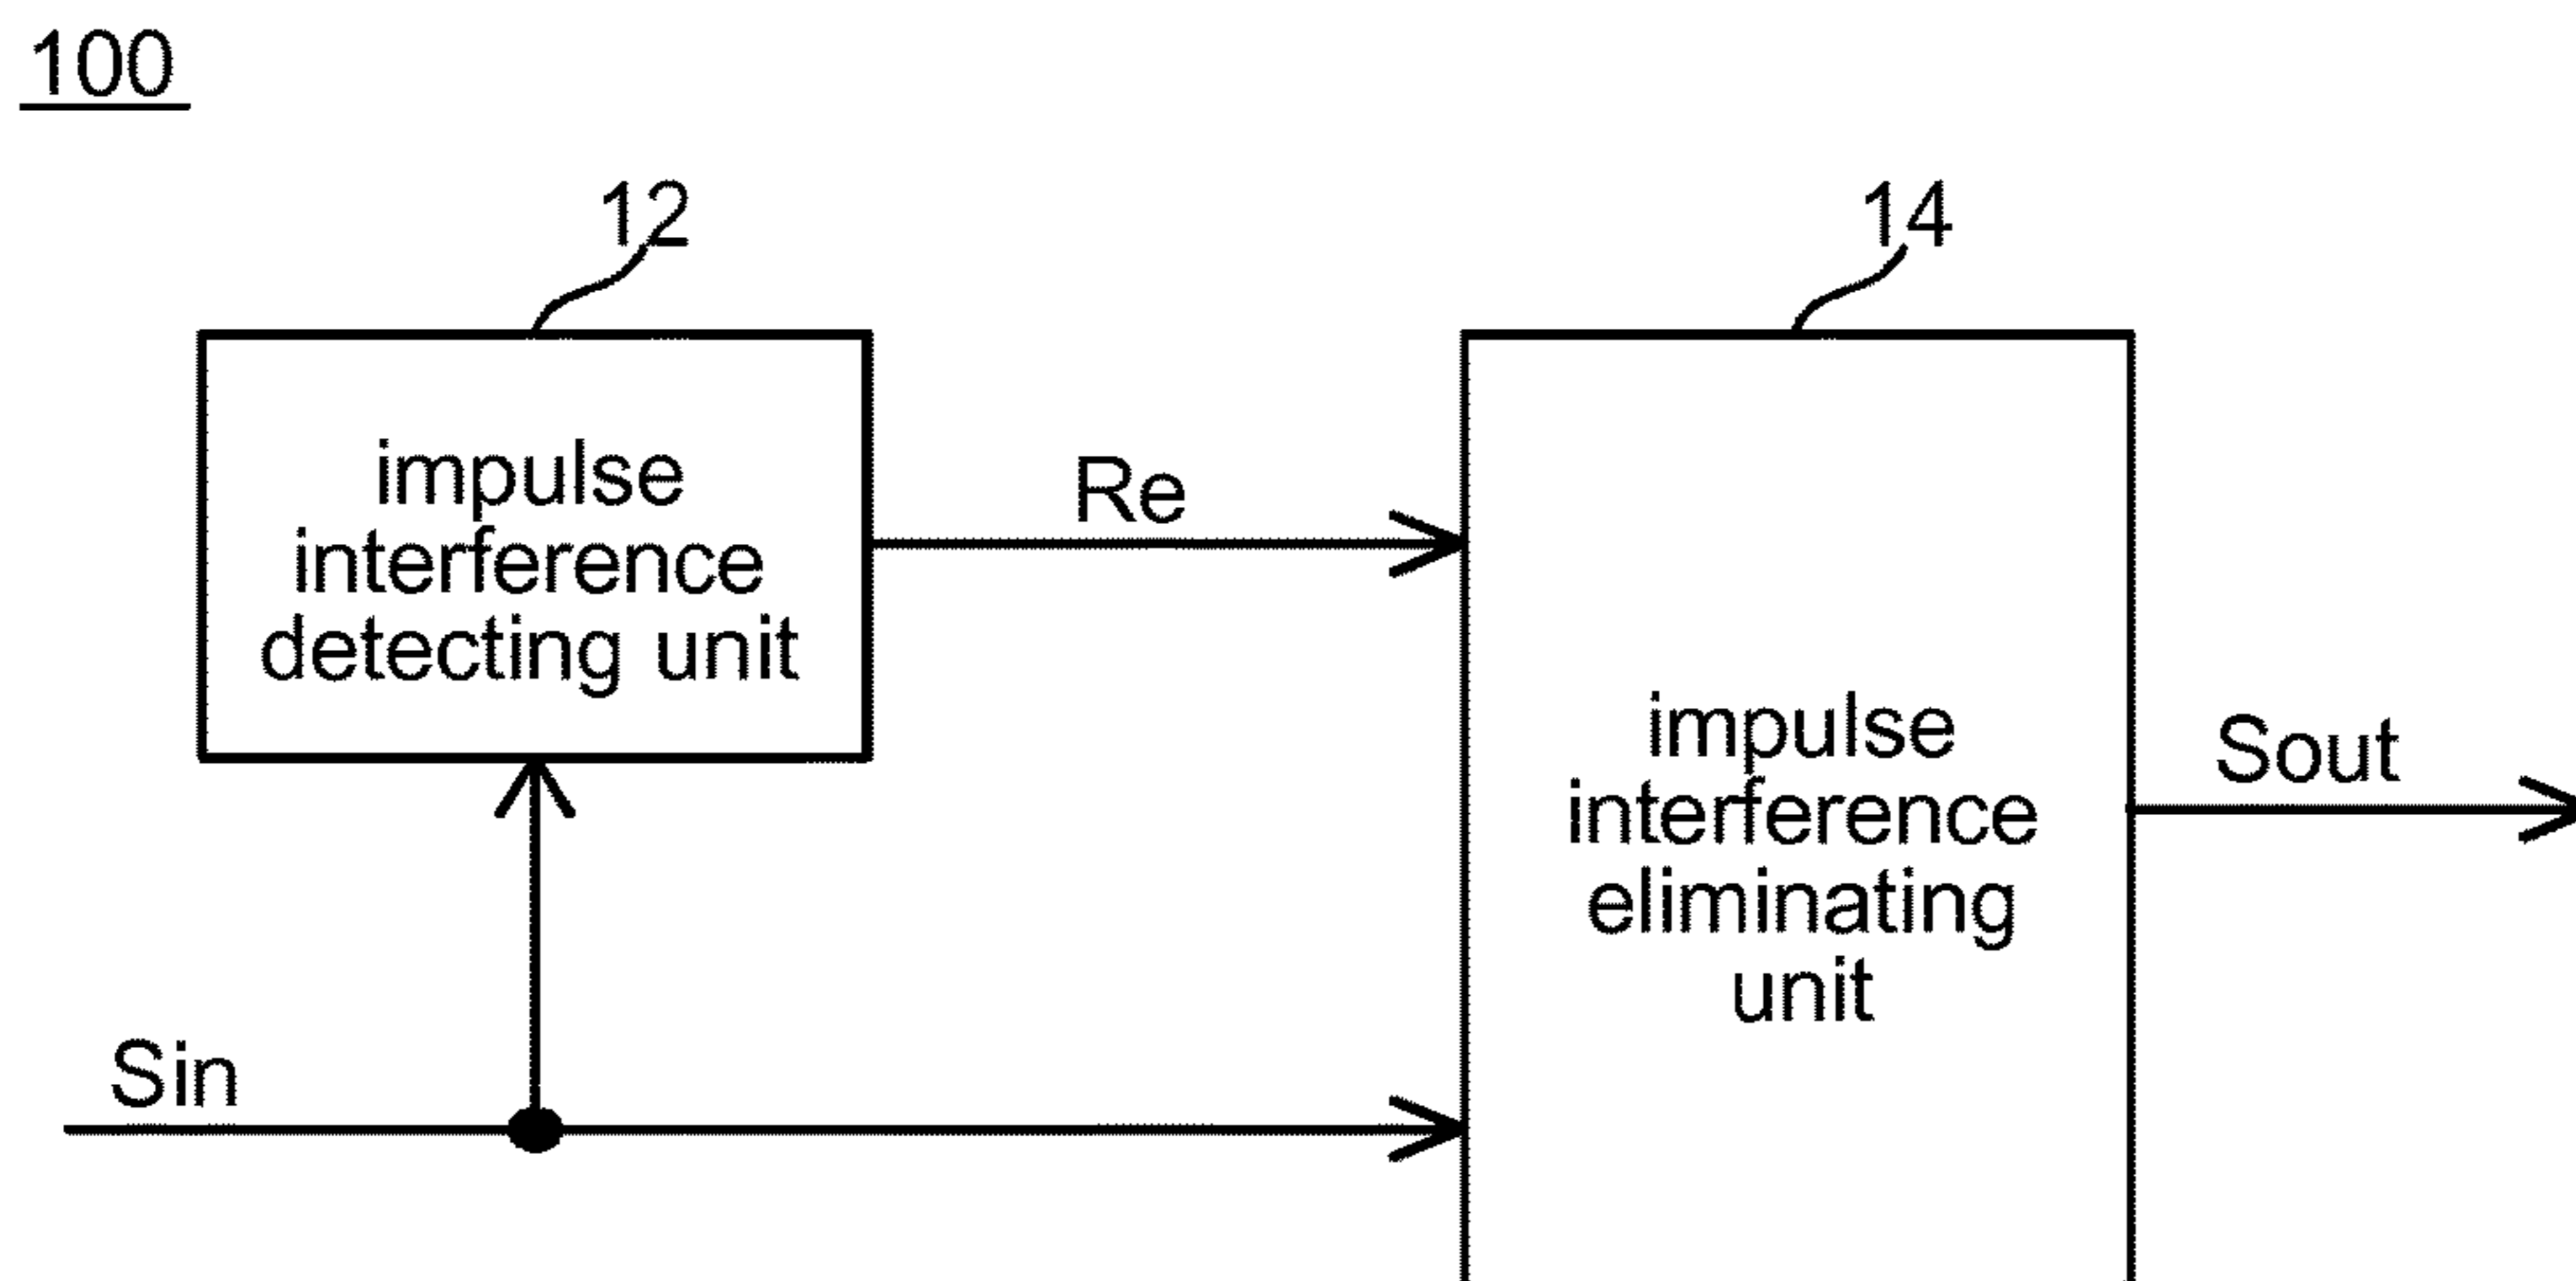 100
12
14
impulse
interference
detecting unit
Re
impulse
interference
eliminating
unit
Sout
Sin